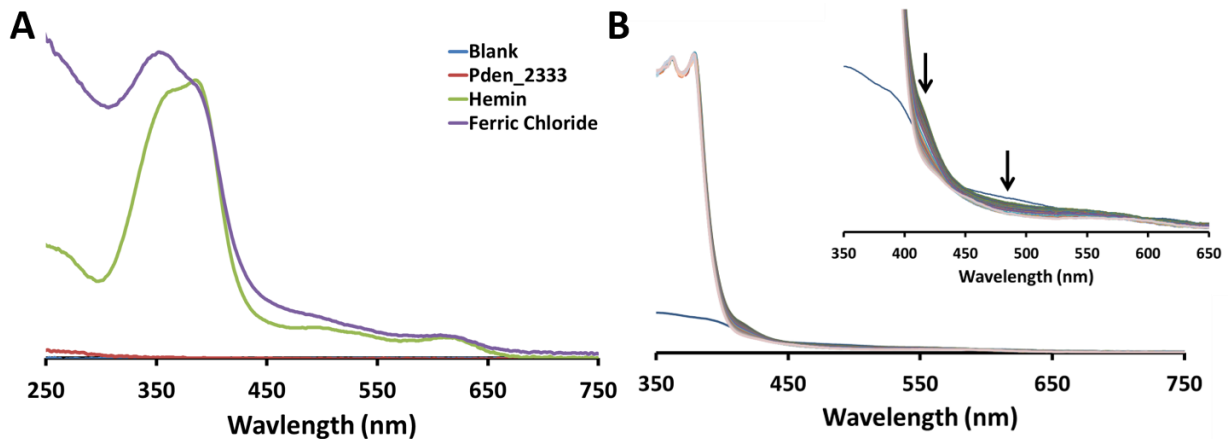 A
Blank
Pden_2333
Hemin
Ferric Chloride
250 350 450 550 650 750
Wavlength (nm)
B
350 400 450 500 550 600 650
Wavelength (nm)
350 450 550 650 750
Wavelength (nm)